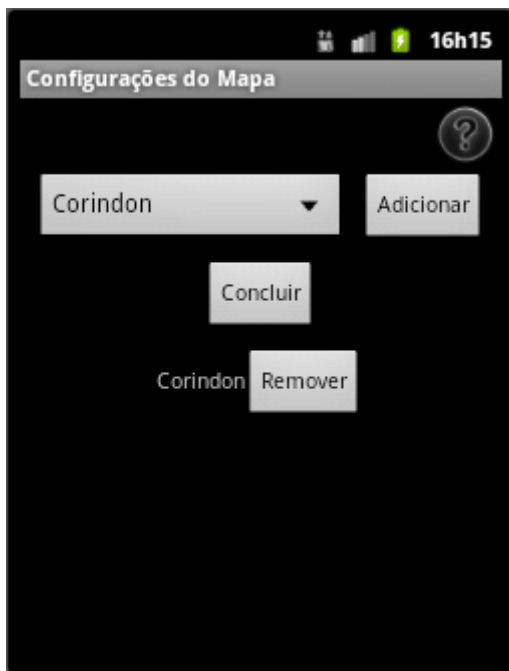 16h15
Configurações do Mapa
?
Corindon Adicionar
Concluir
Corindon Remover